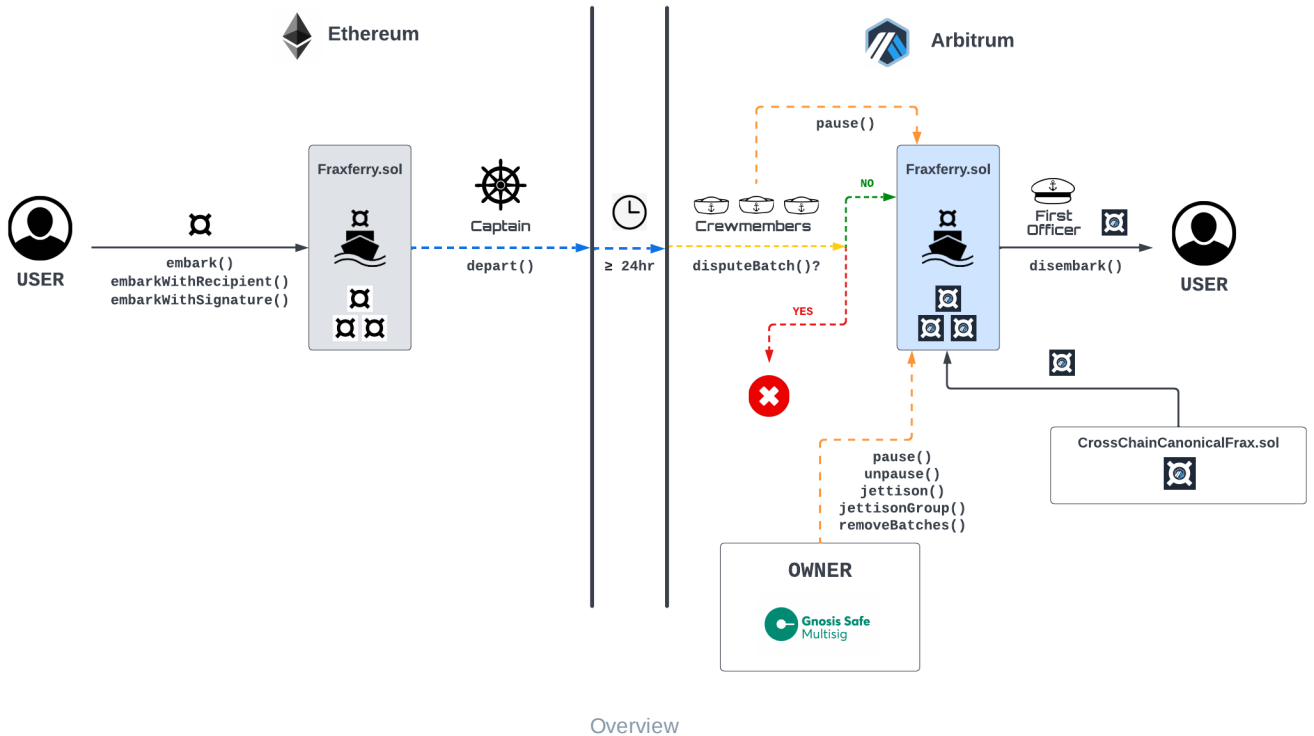 Ethereum
Arbitrum
pause()
Fraxferry.sol
Fraxferry.sol
NO
Captain
Crewmembers
First
Officer
USER
embark()
embarkWithRecipient()
embarkWithSignature()
depart()
≥ 24hr
disputeBatch()?
disembark()
USER
YES
CrossChainCanonicalFrax.sol
pause()
unpause()
jettison()
jettisonGroup()
removeBatches()
OWNER
Gnosis Safe
Multisig
Overview